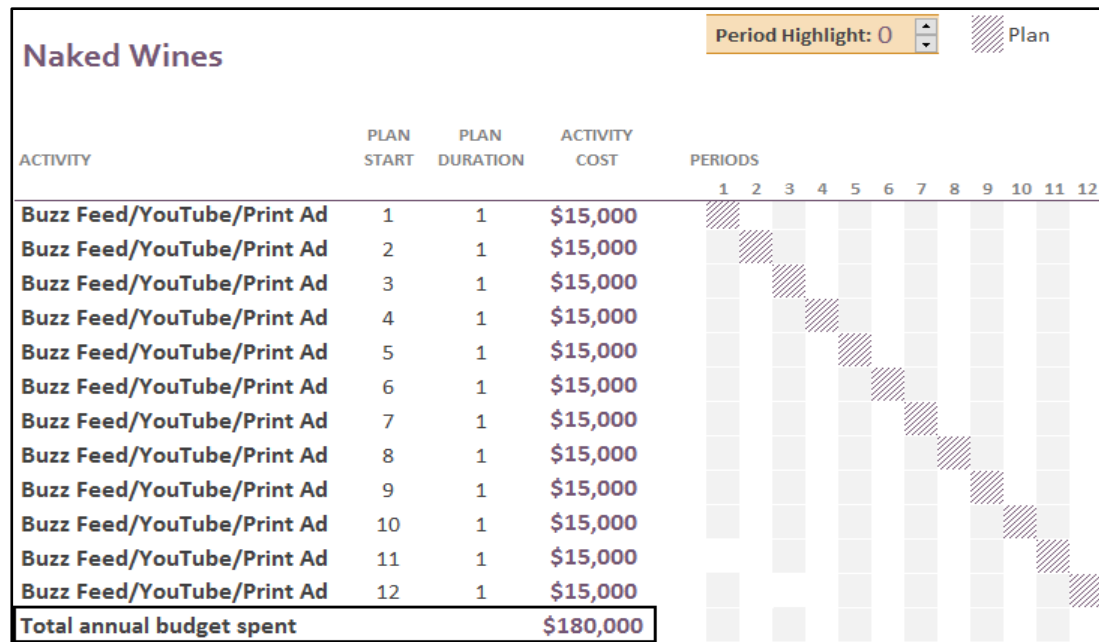 Naked Wines
Period Highlight: 0
Plan
ACTIVITY PLAN START PLAN DURATION ACTIVITY COST PERIODS
1 2 3 4 5 6 7 8 9 10 11 12
Buzz Feed/YouTube/Print Ad 1 1 $15,000
Buzz Feed/YouTube/Print Ad 2 1 $15,000
Buzz Feed/YouTube/Print Ad 3 1 $15,000
Buzz Feed/YouTube/Print Ad 4 1 $15,000
Buzz Feed/YouTube/Print Ad 5 1 $15,000
Buzz Feed/YouTube/Print Ad 6 1 $15,000
Buzz Feed/YouTube/Print Ad 7 1 $15,000
Buzz Feed/YouTube/Print Ad 8 1 $15,000
Buzz Feed/YouTube/Print Ad 9 1 $15,000
Buzz Feed/YouTube/Print Ad 10 1 $15,000
Buzz Feed/YouTube/Print Ad 11 1 $15,000
Buzz Feed/YouTube/Print Ad 12 1 $15,000
Total annual budget spent $180,000